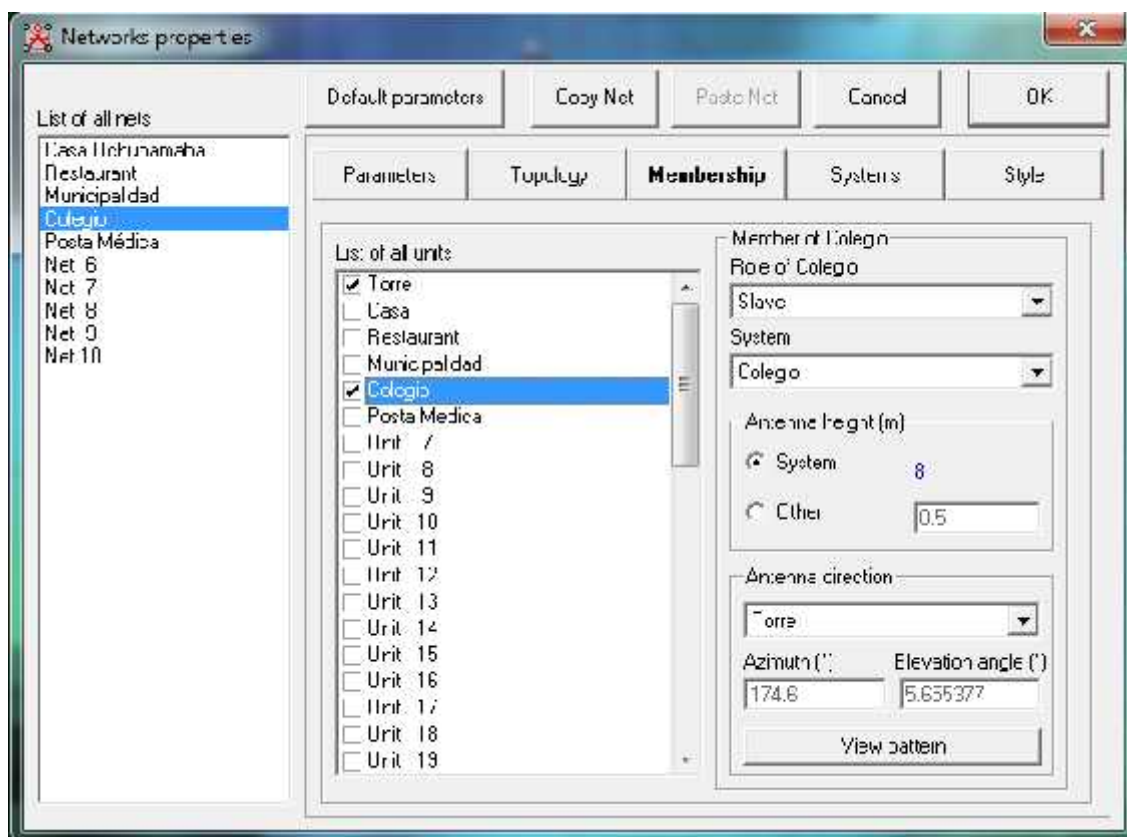 Networks properties
Default parameters
Copy Net
Paste Net
Cancel
OK
List of all nets
Casa
Restaurant
Municipalidad
Colegio
Posta Médica
Net 6
Net 7
Net 8
Net 9
Net 10
Parameters
Topology
Membership
Systems
Style
List of all units
Torre
Casa
Restaurant
Municipalidad
Colegio
Posta Medica
Unit 7
Unit 8
Unit 9
Unit 10
Unit 11
Unit 12
Unit 13
Unit 14
Unit 15
Unit 16
Unit 17
Unit 18
Unit 19
Member of Colegio
Role of Colegio
Slave
System
Colegio
Antenna height (m)
System 8
Other 0.5
Antenna direction
Torre
Azimuth (°) Elevation angle (°)
174.6 5.655377
View pattern